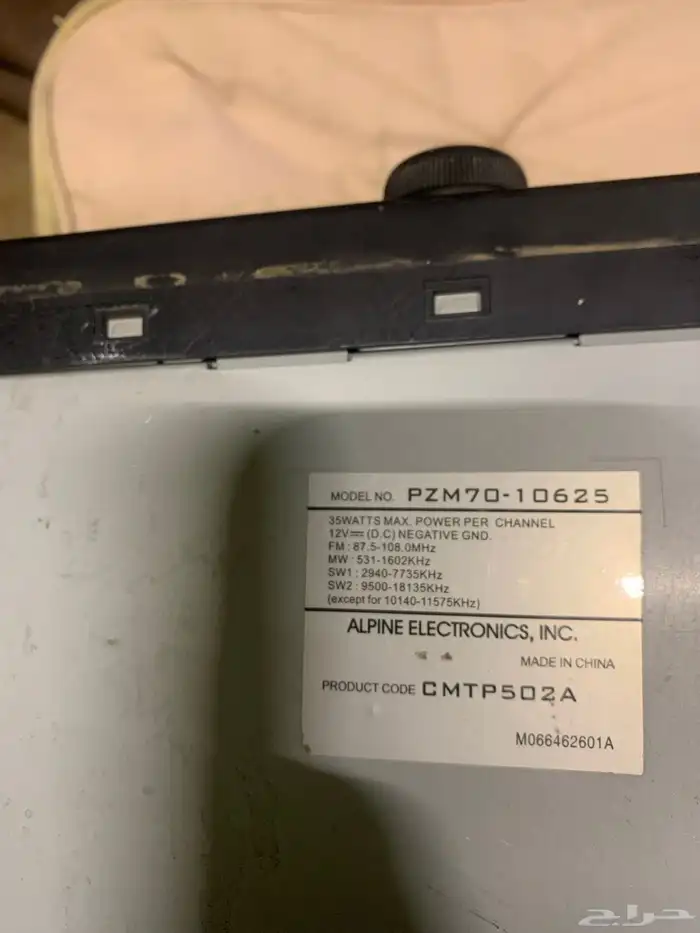 MODEL NO. PZM70-10625
35WATTS MAX. POWER PER CHANNEL
12V⎓(D.C) NEGATIVE GND.
FM : 87.5-108.0MHz
MW : 531-1602KHz
SW1 : 2940-7735KHz
SW2 : 9500-18135KHz
(except for 10140-11575KHz)
ALPINE ELECTRONICS, INC.
MADE IN CHINA
PRODUCT CODE CMTP502A
M066462601A
حراج